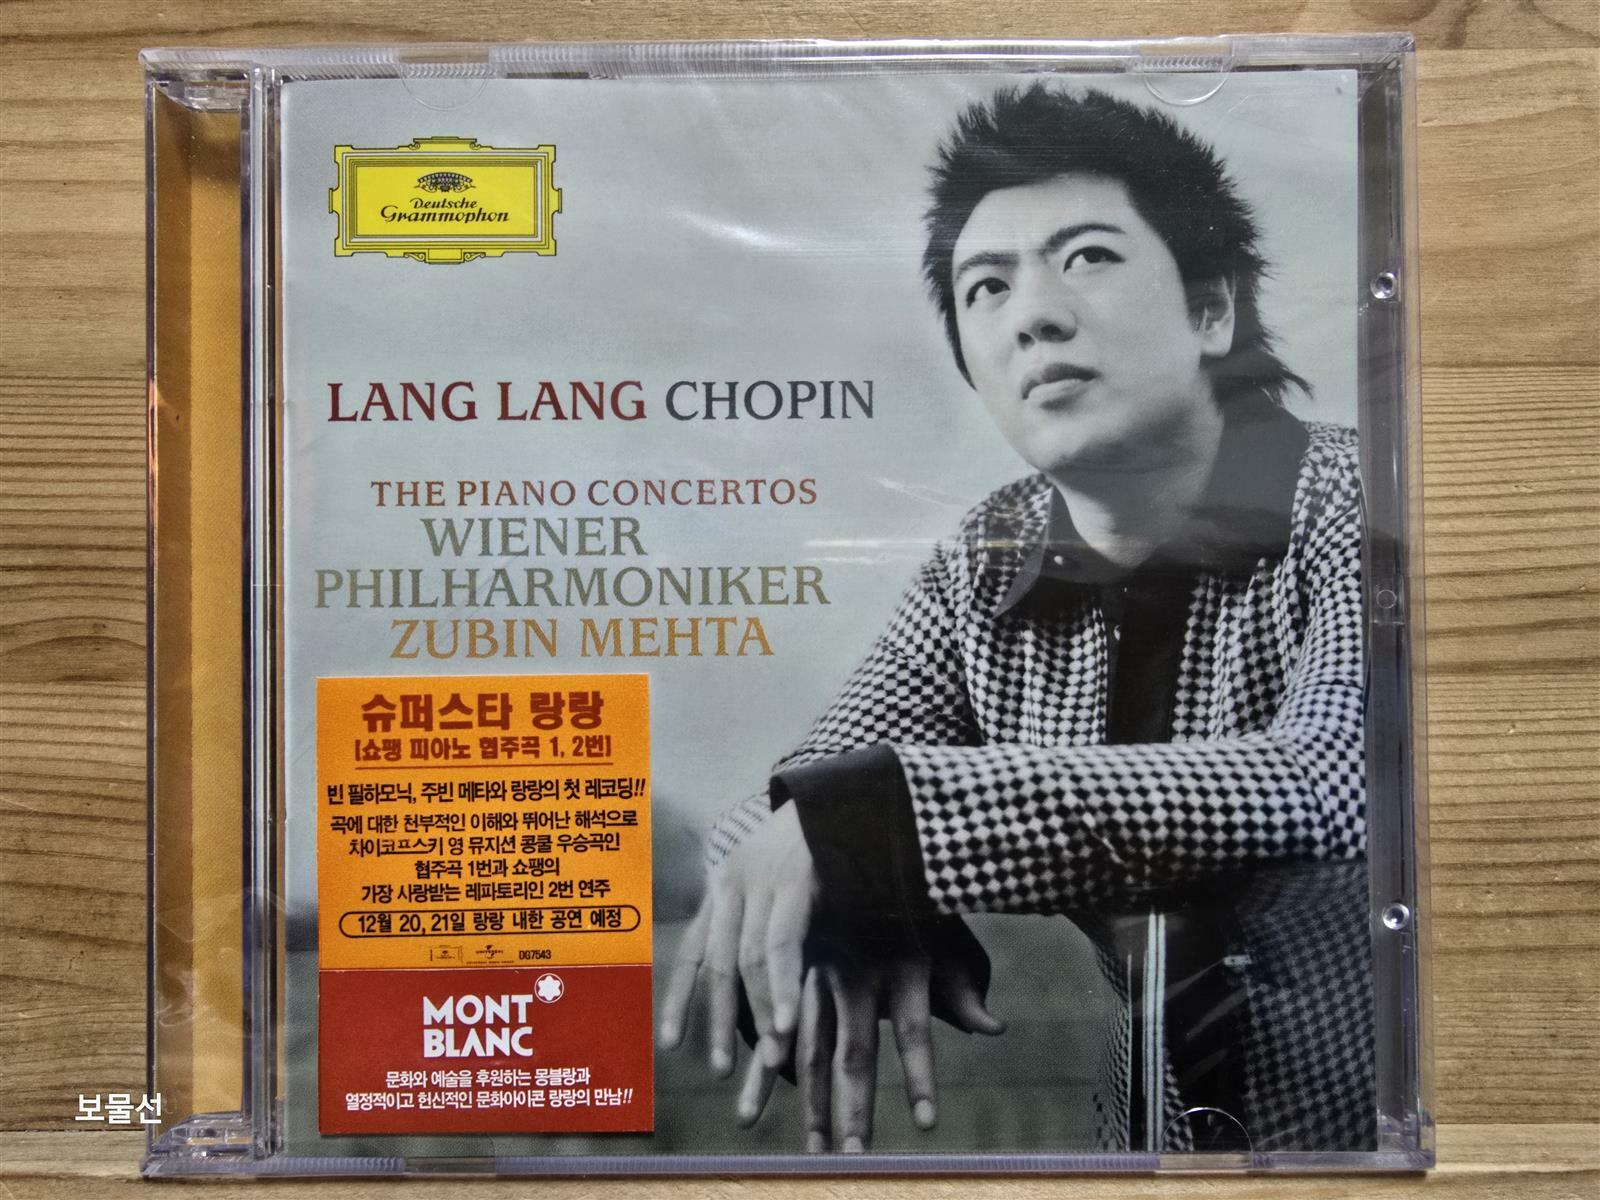 Deutsche
Grammophon
LANG LANG CHOPIN
THE PIANO CONCERTOS
WIENER
PHILHARMONIKER
ZUBIN MEHTA
슈퍼스타 랑랑
[쇼팽 피아노 협주곡 1, 2번]
빈 필하모닉, 주빈 메타와 랑랑의 첫 레코딩!!
곡에 대한 천부적인 이해와 뛰어난 해석으로
차이코프스키 영 뮤지션 콩쿨 우승곡인
협주곡 1번과 쇼팽의
가장 사랑받는 레파토리인 2번 연주
12월 20, 21일 랑랑 내한 공연 예정
UNIVERSAL DG7543
MONT
BLANC
문화와 예술을 후원하는 몽블랑과
열정적이고 헌신적인 문화아이콘 랑랑의 만남!!
보물선